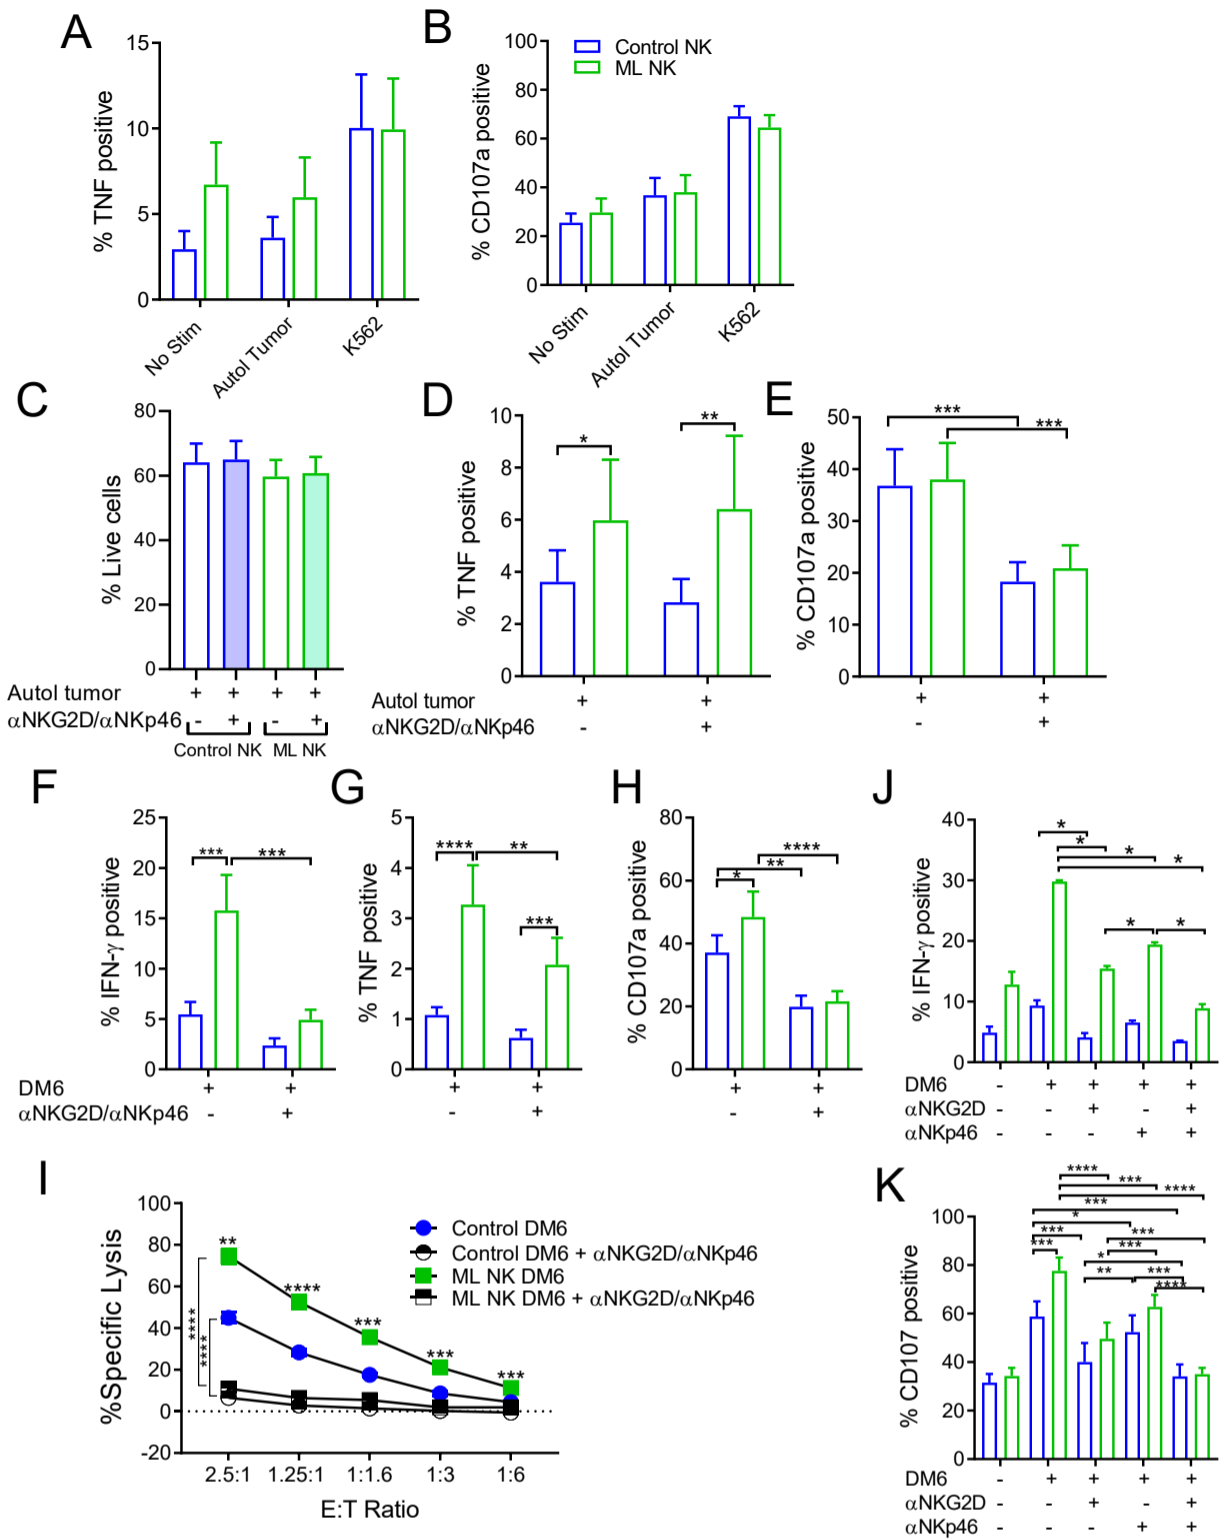 A
15
10
5
0
% TNF positive
No Stim
Autol Tumor
K562
B
100
80
60
40
20
0
% CD107a positive
Control NK
ML NK
No Stim
Autol Tumor
K562
C
80
60
40
20
0
% Live cells
Autol tumor + + + +
αNKG2D/αNKp46 - + - +
Control NK ML NK
D
10
8
6
4
2
0
% TNF positive
* **
Autol tumor + +
αNKG2D/αNKp46 - +
E
50
40
30
20
10
0
% CD107a positive
***
***
+ +
- +
F
25
20
15
10
5
0
% IFN-γ positive
*** ***
DM6 + +
αNKG2D/αNKp46 - +
G
5
4
3
2
1
0
% TNF positive
**** **
***
+ +
- +
H
80
60
40
20
0
% CD107a positive
****
**
*
+ +
- +
J
40
30
20
10
0
% IFN-γ positive
*
*
*
*
* *
DM6 - + + + +
αNKG2D - - + - +
αNKp46 - - - + +
I
100
80
60
40
20
0
-20
%Specific Lysis
Control DM6
Control DM6 + αNKG2D/αNKp46
ML NK DM6
ML NK DM6 + αNKG2D/αNKp46
** **** *** *** ***
****
****
2.5:1 1.25:1 1:1.6 1:3 1:6
E:T Ratio
K
100
80
60
40
20
0
% CD107 positive
****
***
****
***
*
*** ***
*** ***
*
** ***
****
DM6 - + + + +
αNKG2D - - + - +
αNKp46 - - - + +